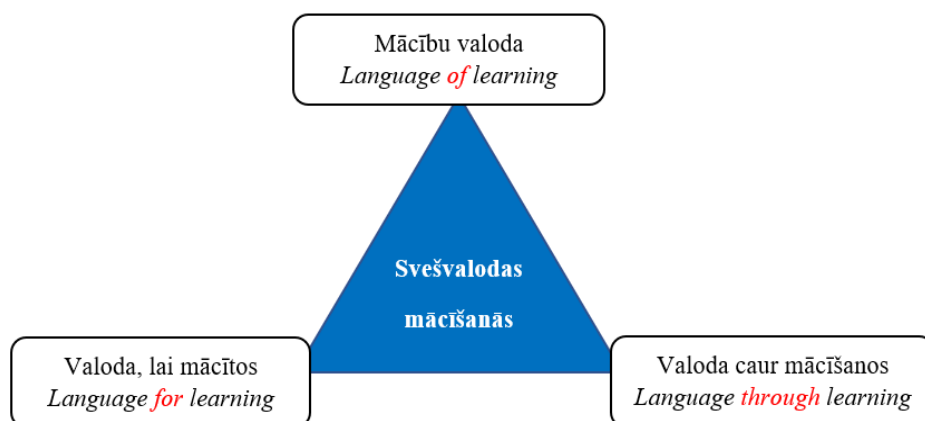 Mācību valoda
Language of learning
Svešvalodas
mācīšanās
Valoda, lai mācītos
Language for learning
Valoda caur mācīšanos
Language through learning